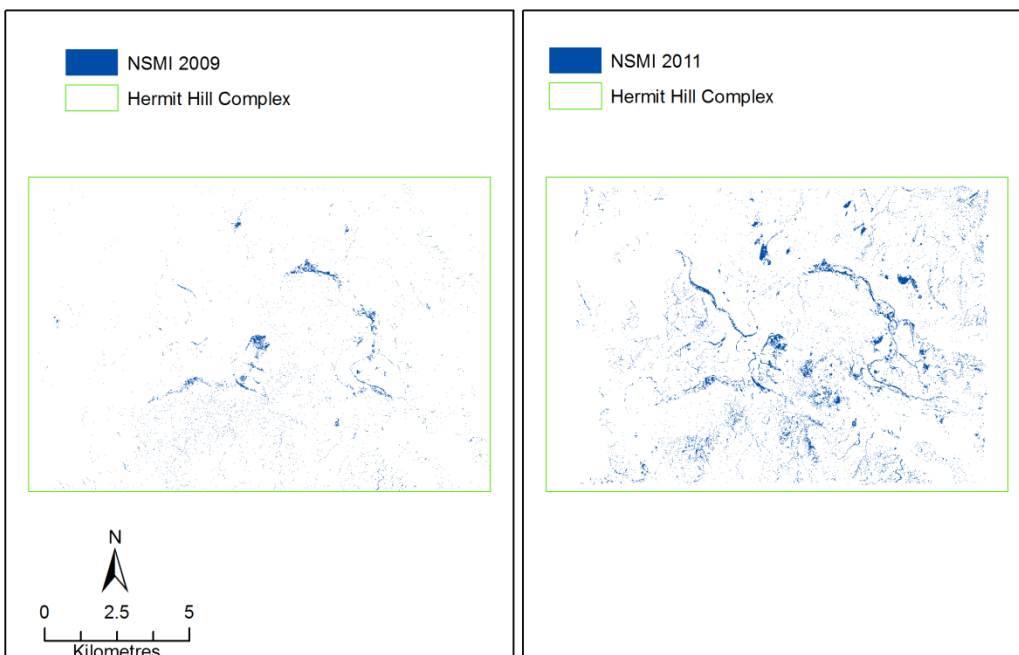 NSMI 2009
Hermit Hill Complex
N
0 2.5 5
Kilometres
NSMI 2011
Hermit Hill Complex